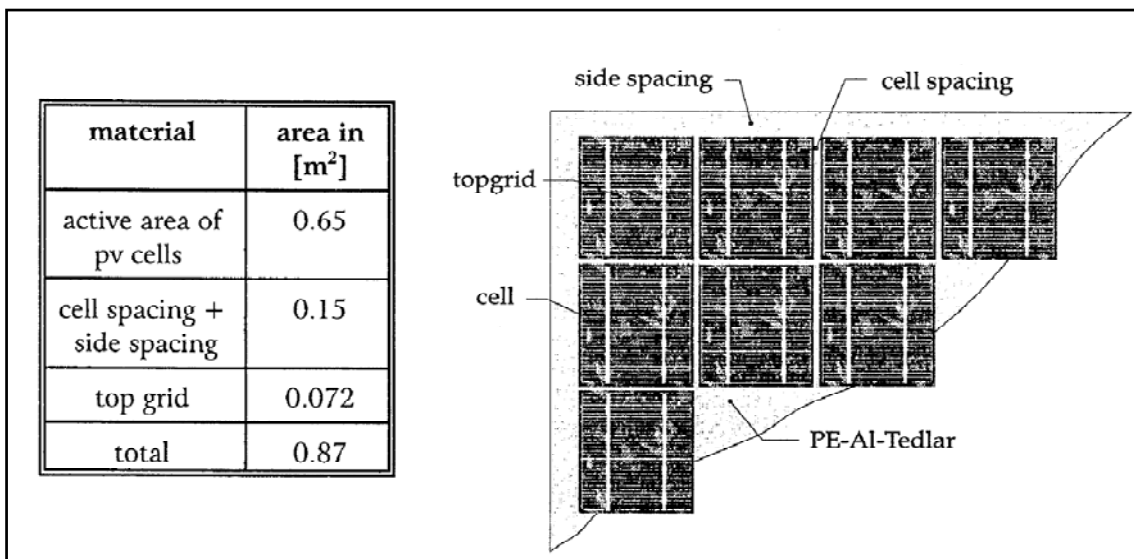 material
area in
[m²]
active area of
pv cells
0.65
cell spacing +
side spacing
0.15
top grid
0.072
total
0.87
side spacing
cell spacing
topgrid
cell
PE-Al-Tedlar